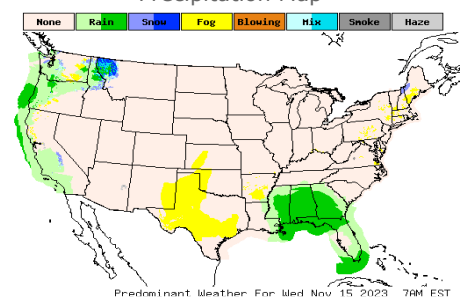 Precipitation Map
None Rain Snow Fog Blowing Mix Smoke Haze
Predominant Weather For Wed Nov 15 2023 7AM EST